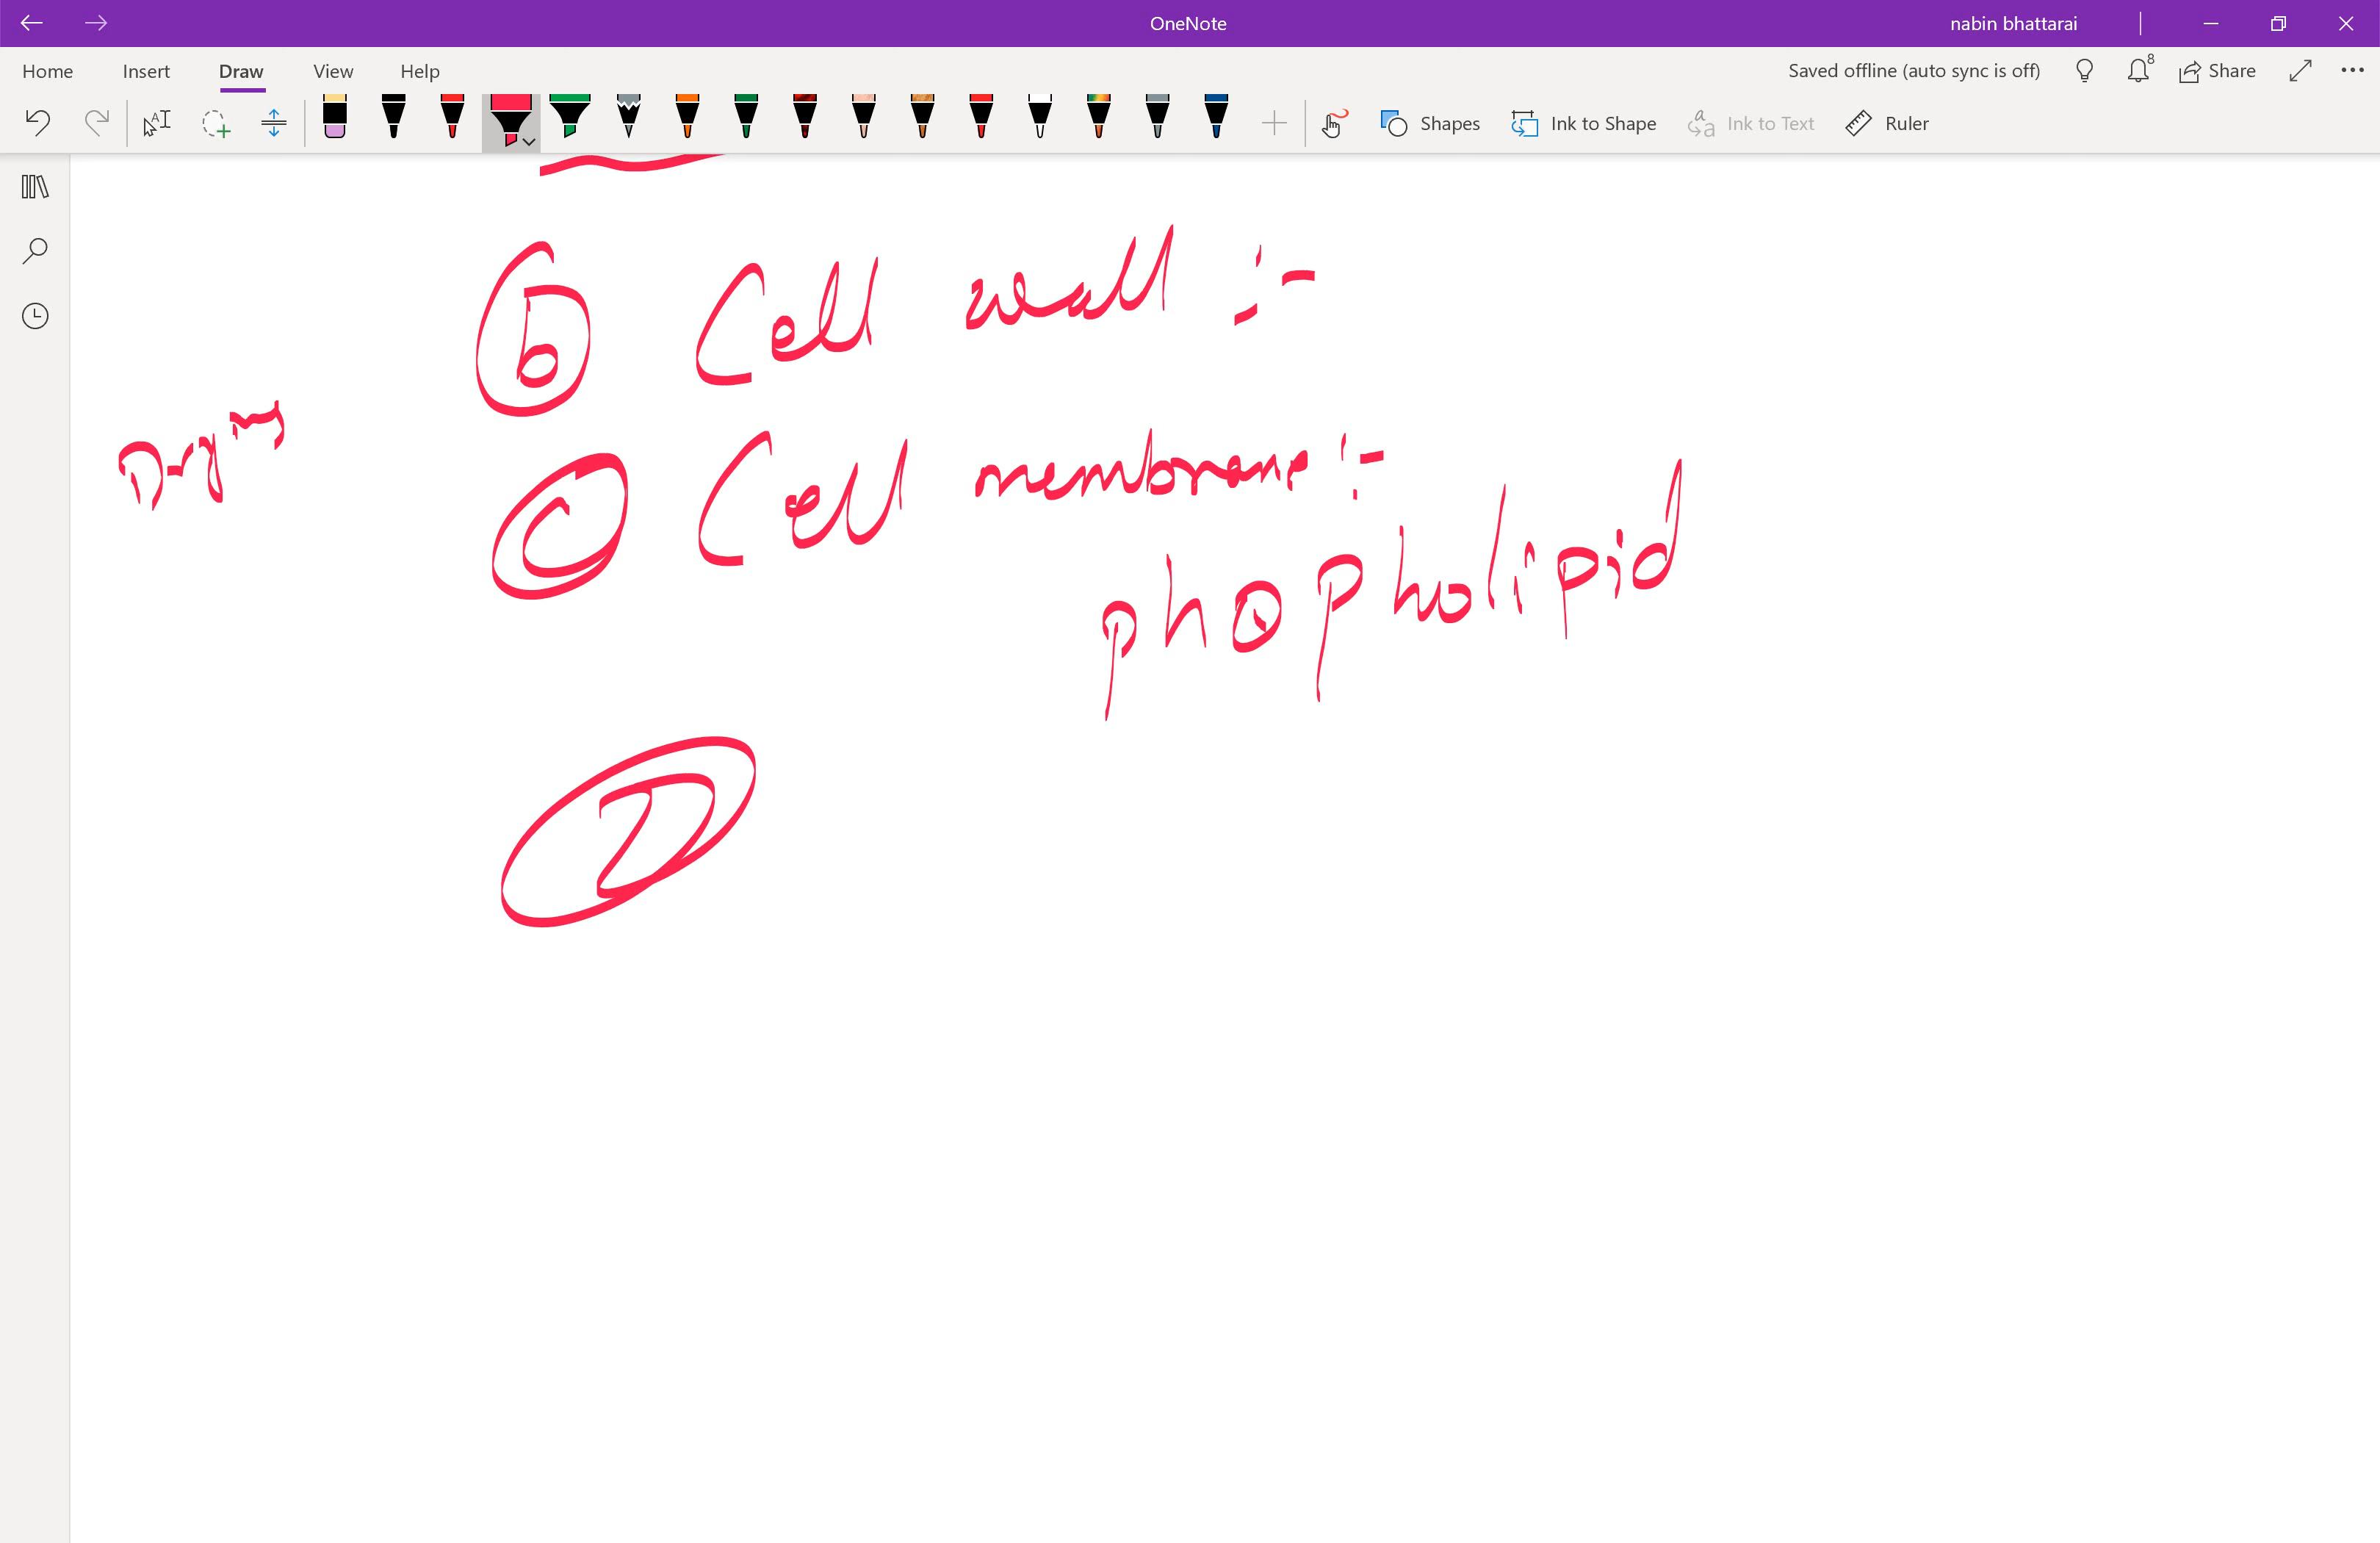 OneNote
nabin bhattarai
Home Insert Draw View Help
Saved offline (auto sync is off)
8
Share
Shapes
Ink to Shape
Ink to Text
Ruler
b Cell wall :-
c Cell membrane :-
phopholipid
D